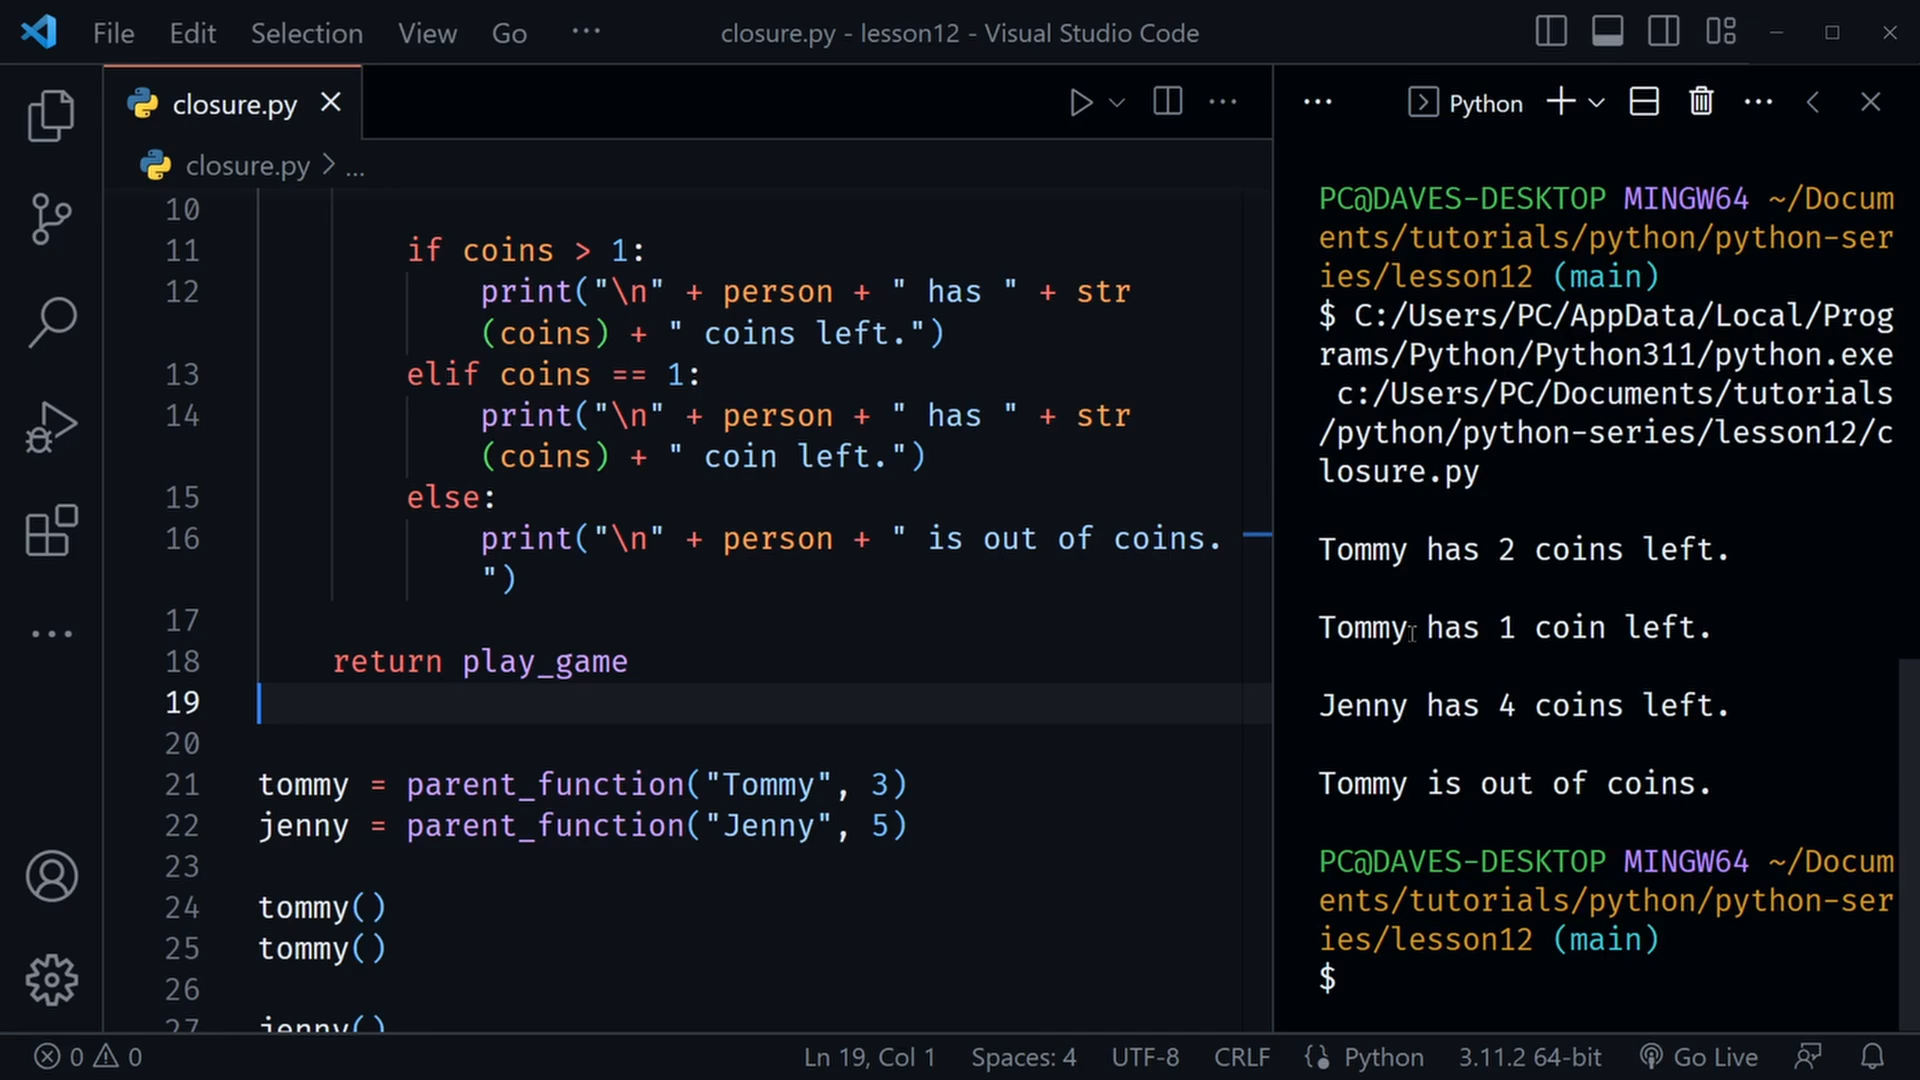 File Edit Selection View Go ···
closure.py - lesson12 - Visual Studio Code
closure.py
closure.py > ...
10
11 if coins > 1:
12 print("\n" + person + " has " + str
(coins) + " coins left.")
13 elif coins == 1:
14 print("\n" + person + " has " + str
(coins) + " coin left.")
15 else:
16 print("\n" + person + " is out of coins.
")
17
18 return play_game
19
20
21 tommy = parent_function("Tommy", 3)
22 jenny = parent_function("Jenny", 5)
23
24 tommy()
25 tommy()
26
27 jenny()
Python
PC@DAVES-DESKTOP MINGW64 ~/Docum
ents/tutorials/python/python-ser
ies/lesson12 (main)
$ C:/Users/PC/AppData/Local/Prog
rams/Python/Python311/python.exe
c:/Users/PC/Documents/tutorials
/python/python-series/lesson12/c
losure.py
Tommy has 2 coins left.
Tommy has 1 coin left.
Jenny has 4 coins left.
Tommy is out of coins.
PC@DAVES-DESKTOP MINGW64 ~/Docum
ents/tutorials/python/python-ser
ies/lesson12 (main)
$
0 0 Ln 19, Col 1 Spaces: 4 UTF-8 CRLF Python 3.11.2 64-bit Go Live